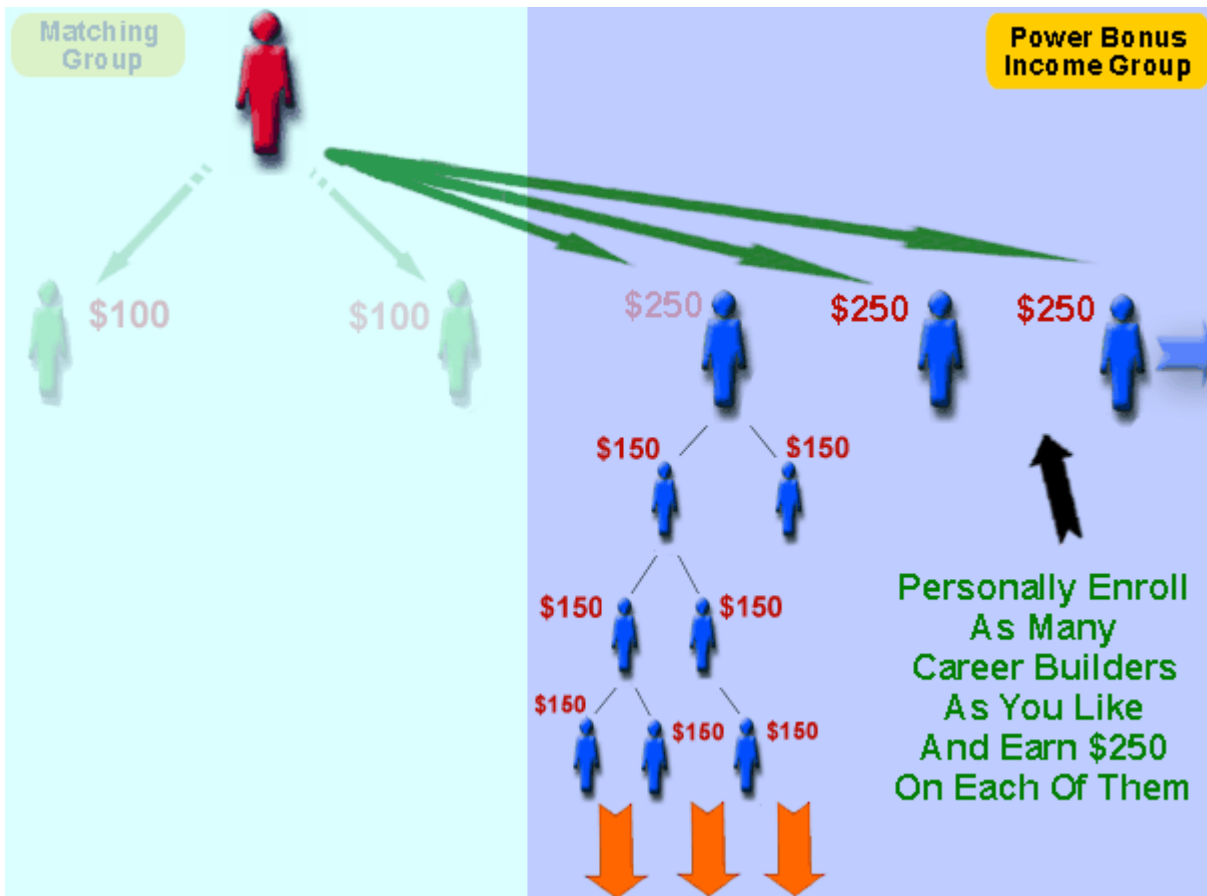 Matching
Group
Power Bonus
Income Group
$100
$100
$250
$250
$250
$150
$150
$150
$150
$150
$150
$150
Personally Enroll
As Many
Career Builders
As You Like
And Earn $250
On Each Of Them